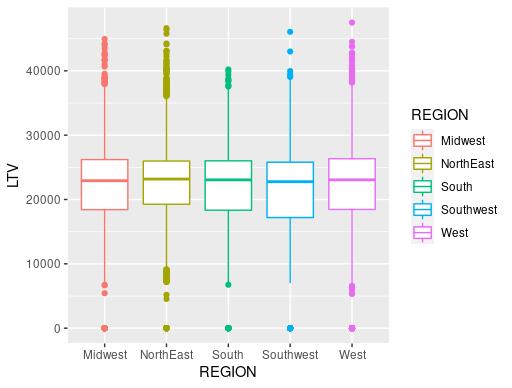 40000
30000
20000
10000
0
LTV
Midwest NorthEast South Southwest West
REGION
REGION
Midwest
NorthEast
South
Southwest
West